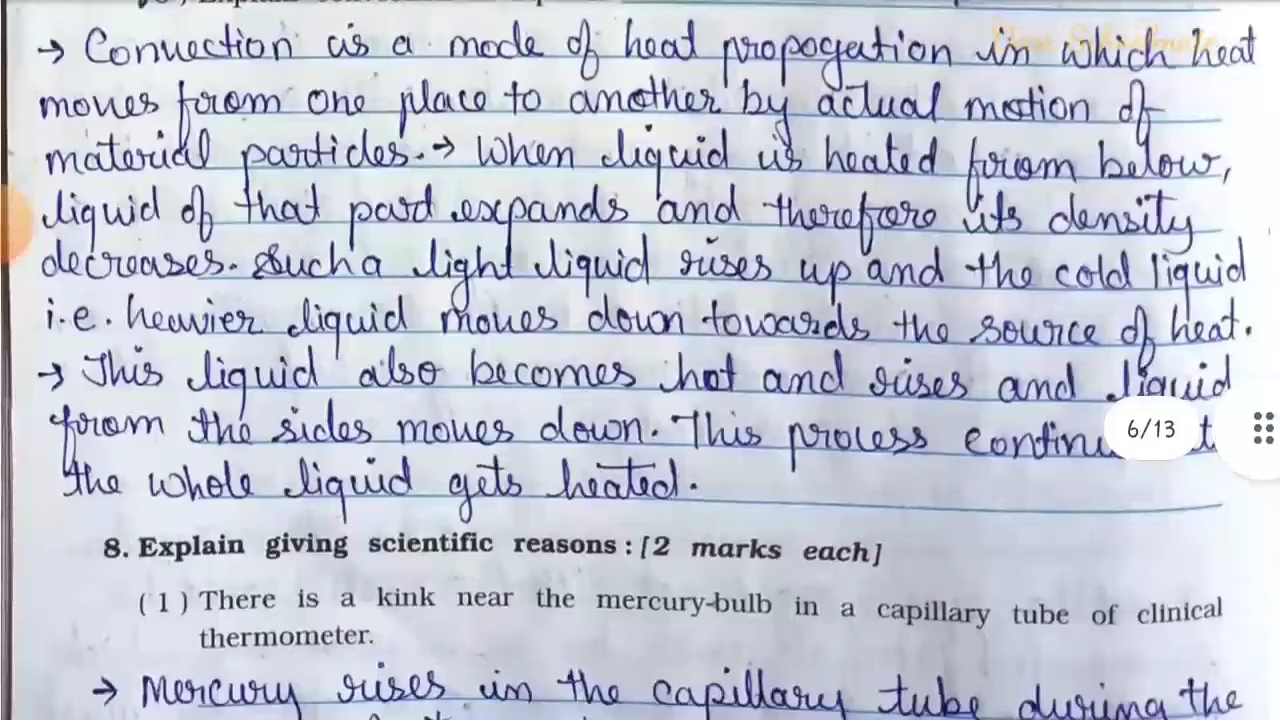 → Convection is a mode of heat propogation in which heat
moves from one place to another by actual motion of
material particles. → When liquid is heated from below,
liquid of that part expands and therefore its density
decreases. Such a light liquid rises up and the cold liquid
i.e. heavier liquid moves down towards the source of heat.
→ This liquid also becomes hot and rises and liquid
from the sides moves down. This process
6/13
the whole liquid gets heated.
8. Explain giving scientific reasons : [2 marks each]
( 1 ) There is a kink near the mercury-bulb in a capillary tube of clinical
thermometer.
→ Mercury rises in the capillary tube during the